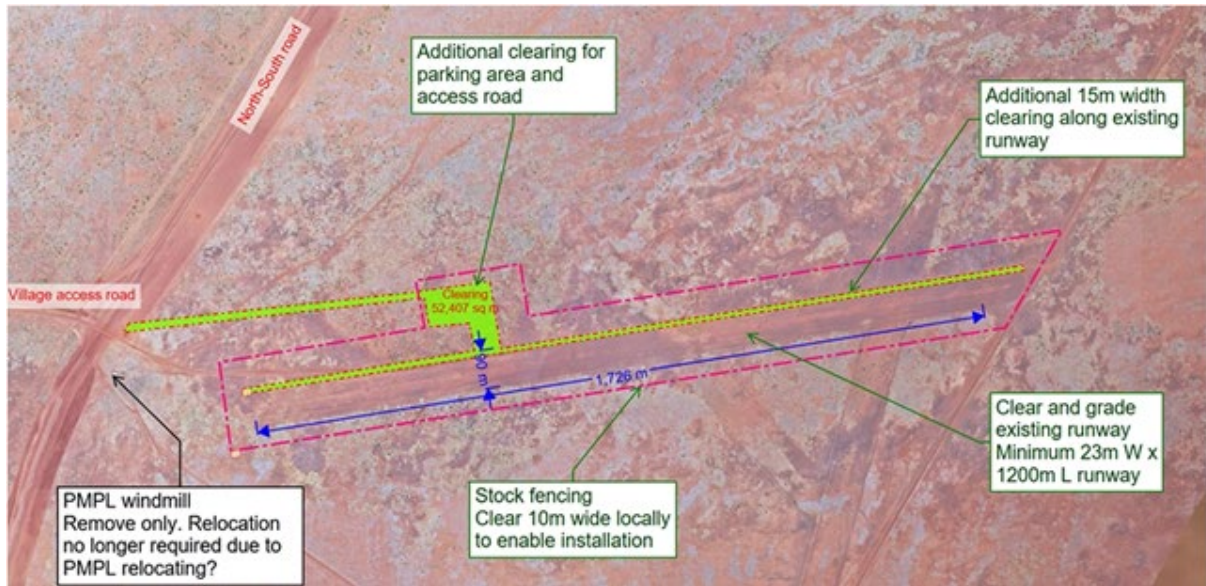 North-South road
Additional clearing for
parking area and
access road
Additional 15m width
clearing along existing
runway
Village access road
Clearing
52,407 sq m
90 m
1,726 m
Clear and grade
existing runway
Minimum 23m W x
1200m L runway
PMPL windmill
Remove only. Relocation
no longer required due to
PMPL relocating?
Stock fencing
Clear 10m wide locally
to enable installation